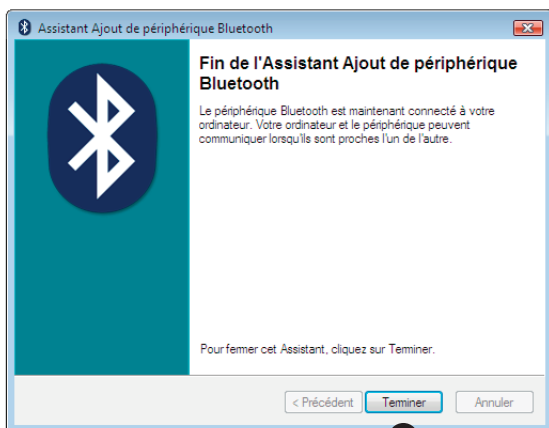 Assistant Ajout de périphérique Bluetooth
Fin de l'Assistant Ajout de périphérique
Bluetooth
Le périphérique Bluetooth est maintenant connecté à votre
ordinateur. Votre ordinateur et le périphérique peuvent
communiquer lorsqu'ils sont proches l'un de l'autre.
Pour fermer cet Assistant, cliquez sur Terminer.
< Précédent
Terminer
Annuler